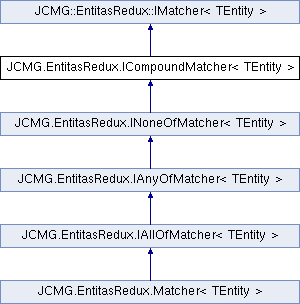 JCMG::EntitasRedux::IMatcher< TEntity >
JCMG.EntitasRedux.ICompoundMatcher< TEntity >
JCMG.EntitasRedux.INoneOfMatcher< TEntity >
JCMG.EntitasRedux.IAnyOfMatcher< TEntity >
JCMG.EntitasRedux.IAllOfMatcher< TEntity >
JCMG.EntitasRedux.Matcher< TEntity >